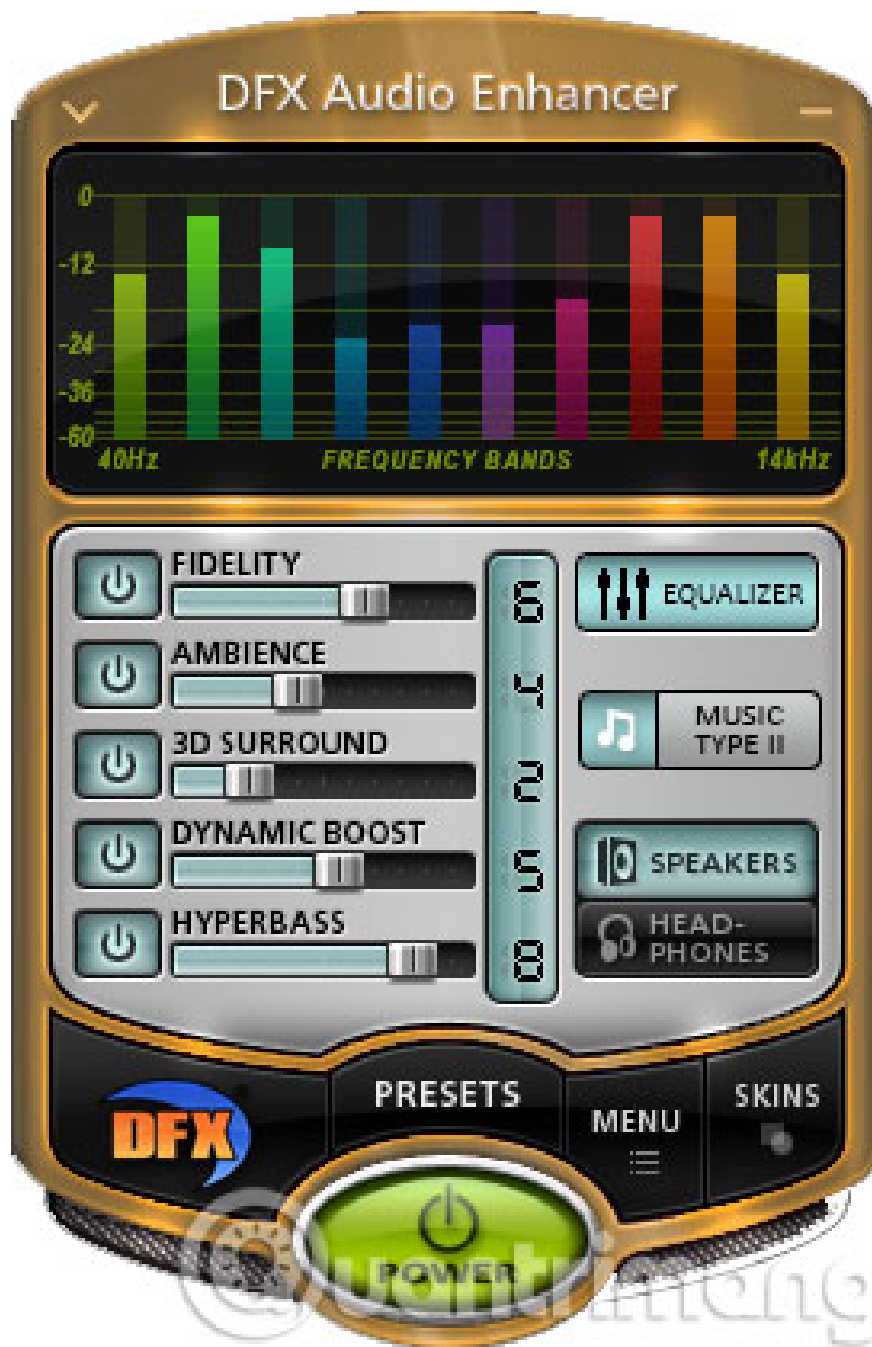 DFX Audio Enhancer
0
-12
-24
-36
-60
40Hz FREQUENCY BANDS 14kHz
FIDELITY
6
EQUALIZER
AMBIENCE
4
MUSIC
TYPE II
3D SURROUND
2
DYNAMIC BOOST
5
SPEAKERS
HYPERBASS
8
HEAD-
PHONES
DFX
PRESETS
MENU
SKINS
POWER
Quantrimang